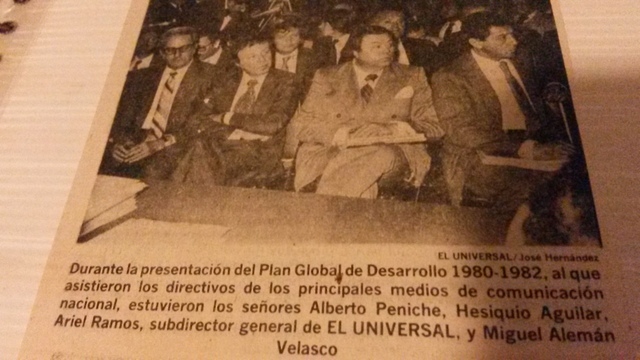 EL UNIVERSAL/José Hernández
Durante la presentación del Plan Global de Desarrollo 1980-1982, al que
asistieron los directivos de los principales medios de comunicación
nacional, estuvieron los señores Alberto Peniche, Hesiquio Aguilar,
Ariel Ramos, subdirector general de EL UNIVERSAL, y Miguel Alemán
Velasco